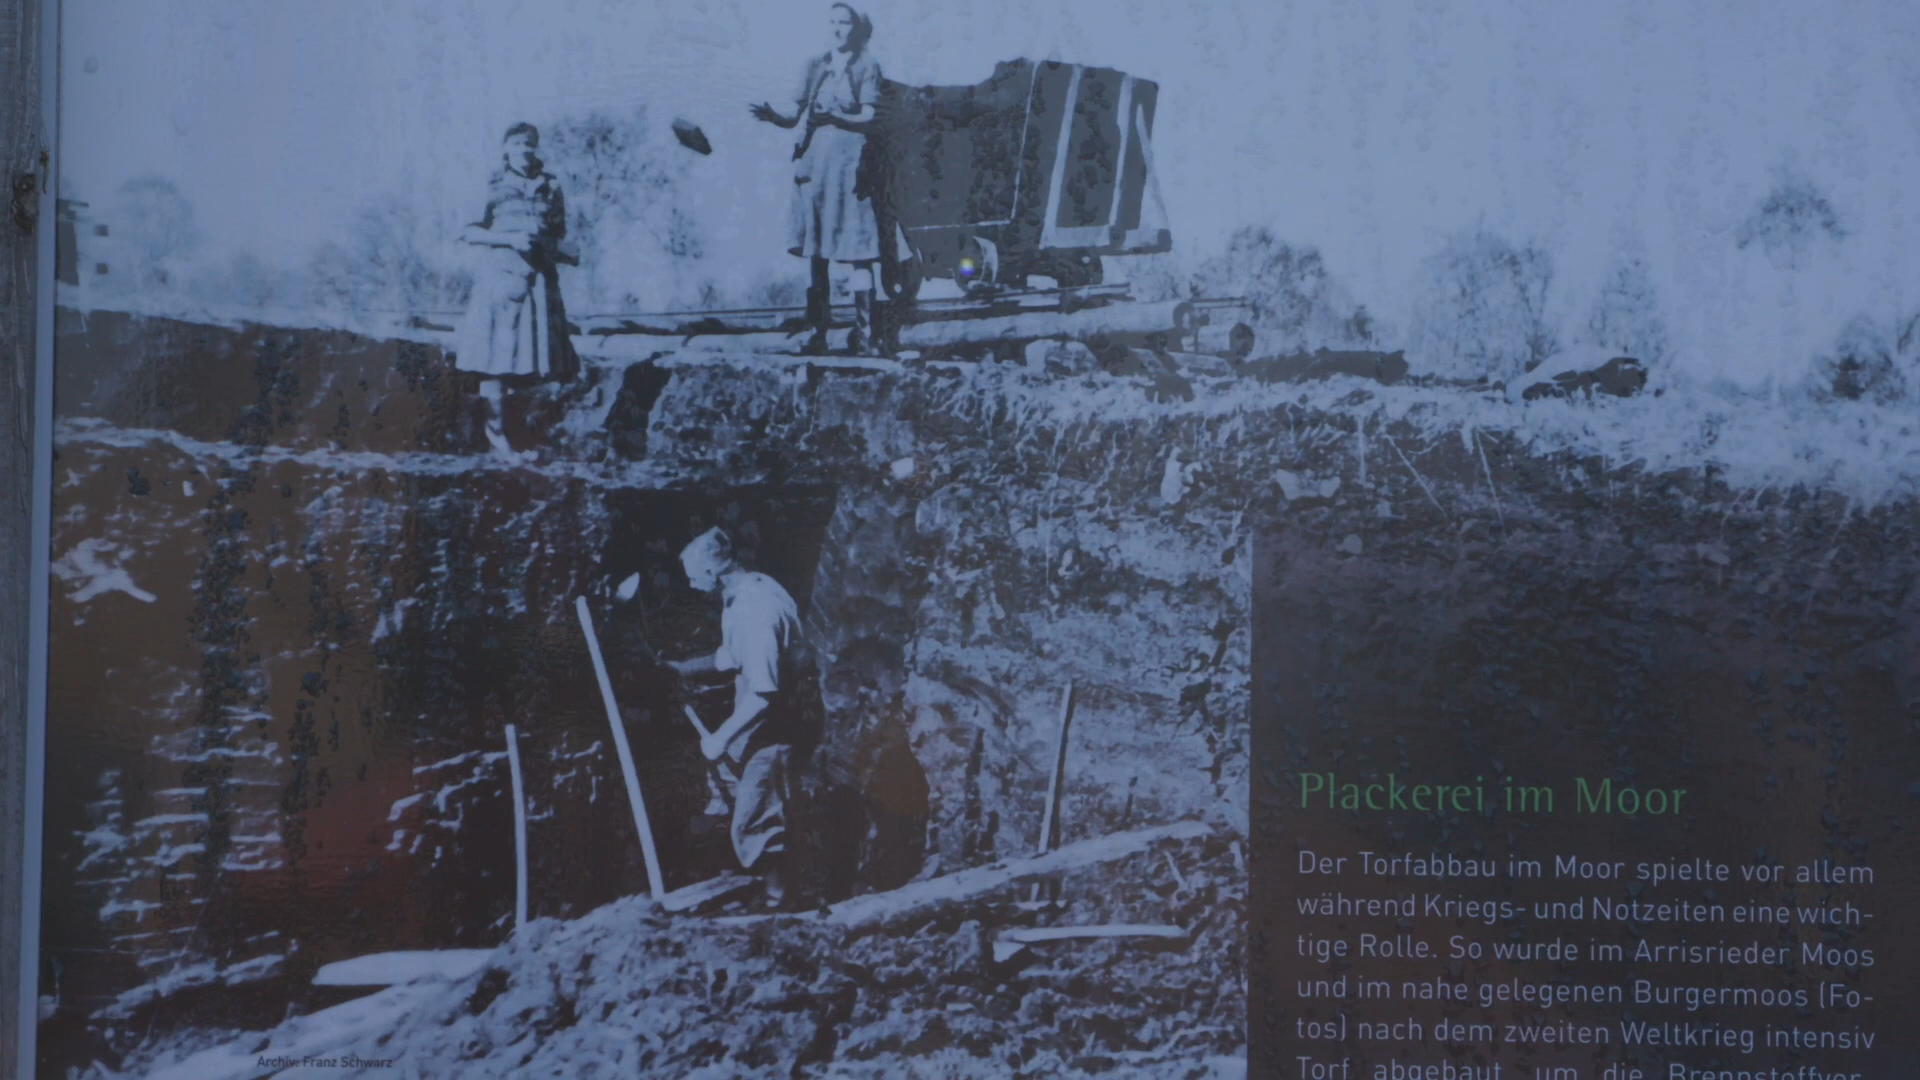 Plackerei im Moor
Der Torfabbau im Moor spielte vor allem
während Kriegs- und Notzeiten eine wich-
tige Rolle. So wurde im Arrisrieder Moos
und im nahe gelegenen Burgermoos (Fo-
tos) nach dem zweiten Weltkrieg intensiv
Torf abgebaut, um die Brennstoffver-
Archiv: Franz Schwarz